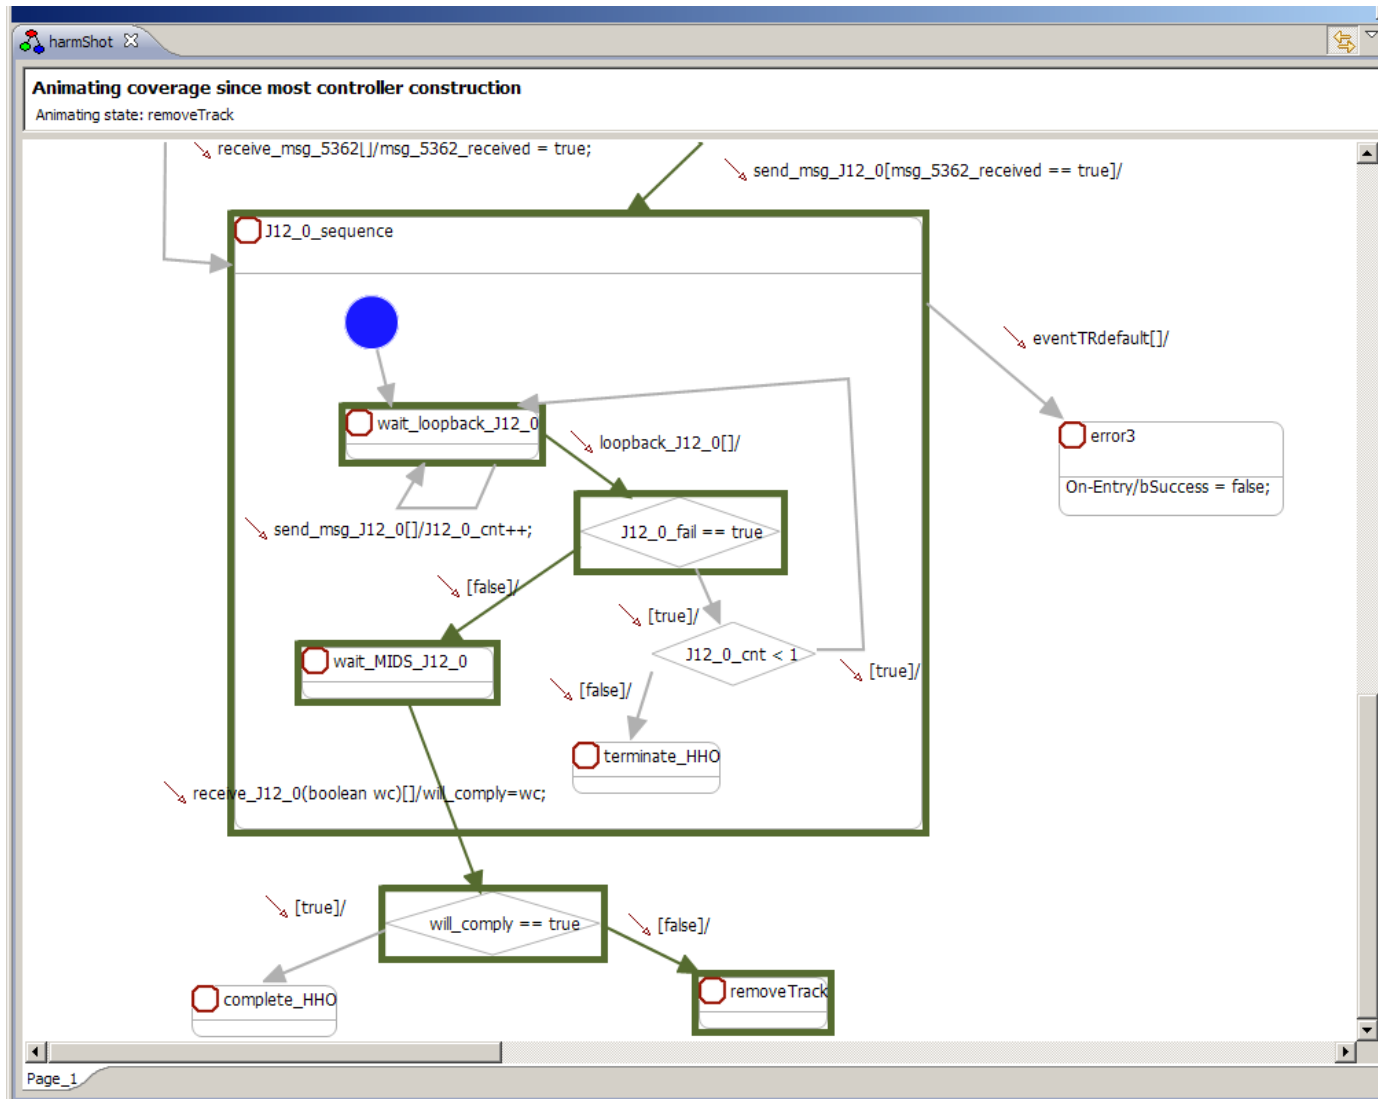 harmShot
Animating coverage since most controller construction
Animating state: removeTrack
receive_msg_5362[]/msg_5362_received = true;
send_msg_J12_0[msg_5362_received == true]/
J12_0_sequence
eventTRdefault[]/
wait_loopback_J12_0
loopback_J12_0[]/
error3
On-Entry/bSuccess = false;
send_msg_J12_0[]/J12_0_cnt++;
J12_0_fail == true
[false]/
[true]/
wait_MIDS_J12_0
J12_0_cnt < 1
[true]/
[false]/
terminate_HHO
receive_J12_0(boolean wc)[]/will_comply=wc;
[true]/
will_comply == true
[false]/
complete_HHO
removeTrack
Page_1